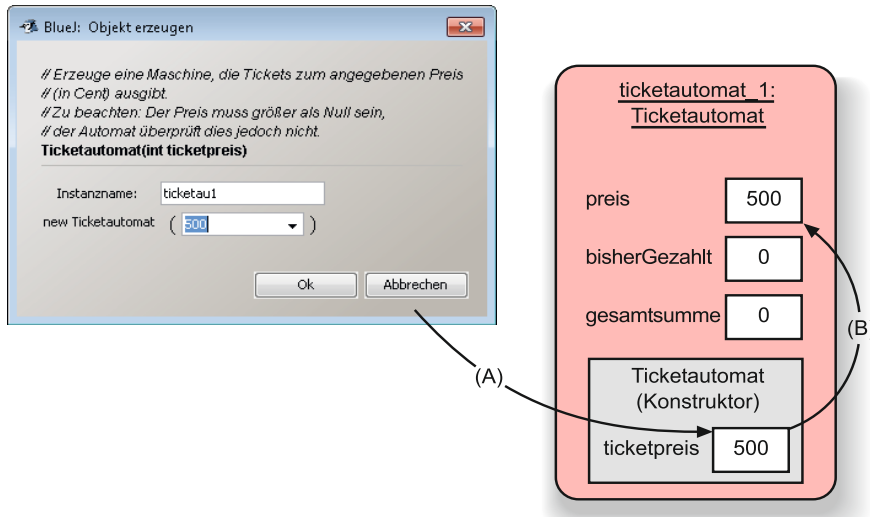 BlueJ: Objekt erzeugen
// Erzeuge eine Maschine, die Tickets zum angegebenen Preis
// (in Cent) ausgibt.
// Zu beachten: Der Preis muss größer als Null sein,
// der Automat überprüft dies jedoch nicht.
Ticketautomat(int ticketpreis)
Instanzname: ticketau1
new Ticketautomat ( 500 )
Ok Abbrechen
(A)
ticketautomat_1:
Ticketautomat
preis 500
bisherGezahlt 0
gesamtsumme 0
(B
Ticketautomat
(Konstruktor)
ticketpreis 500